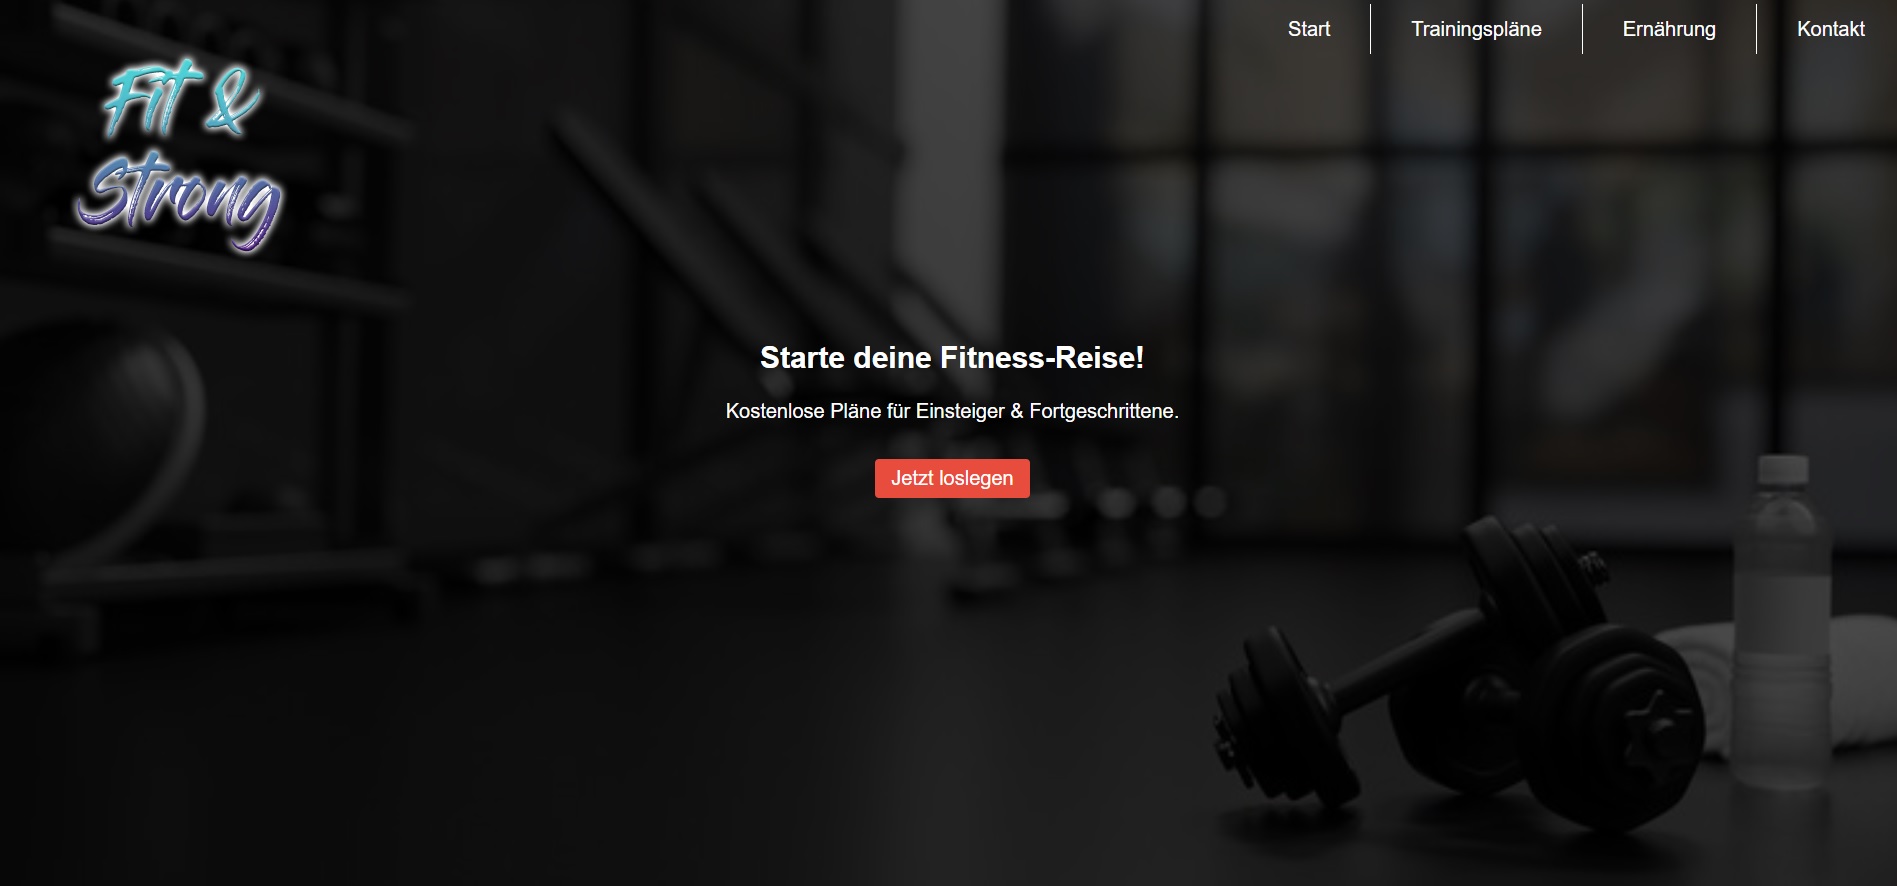 Start
Trainingspläne
Ernährung
Kontakt
Fit &
Strong
Starte deine Fitness-Reise!
Kostenlose Pläne für Einsteiger & Fortgeschrittene.
Jetzt loslegen